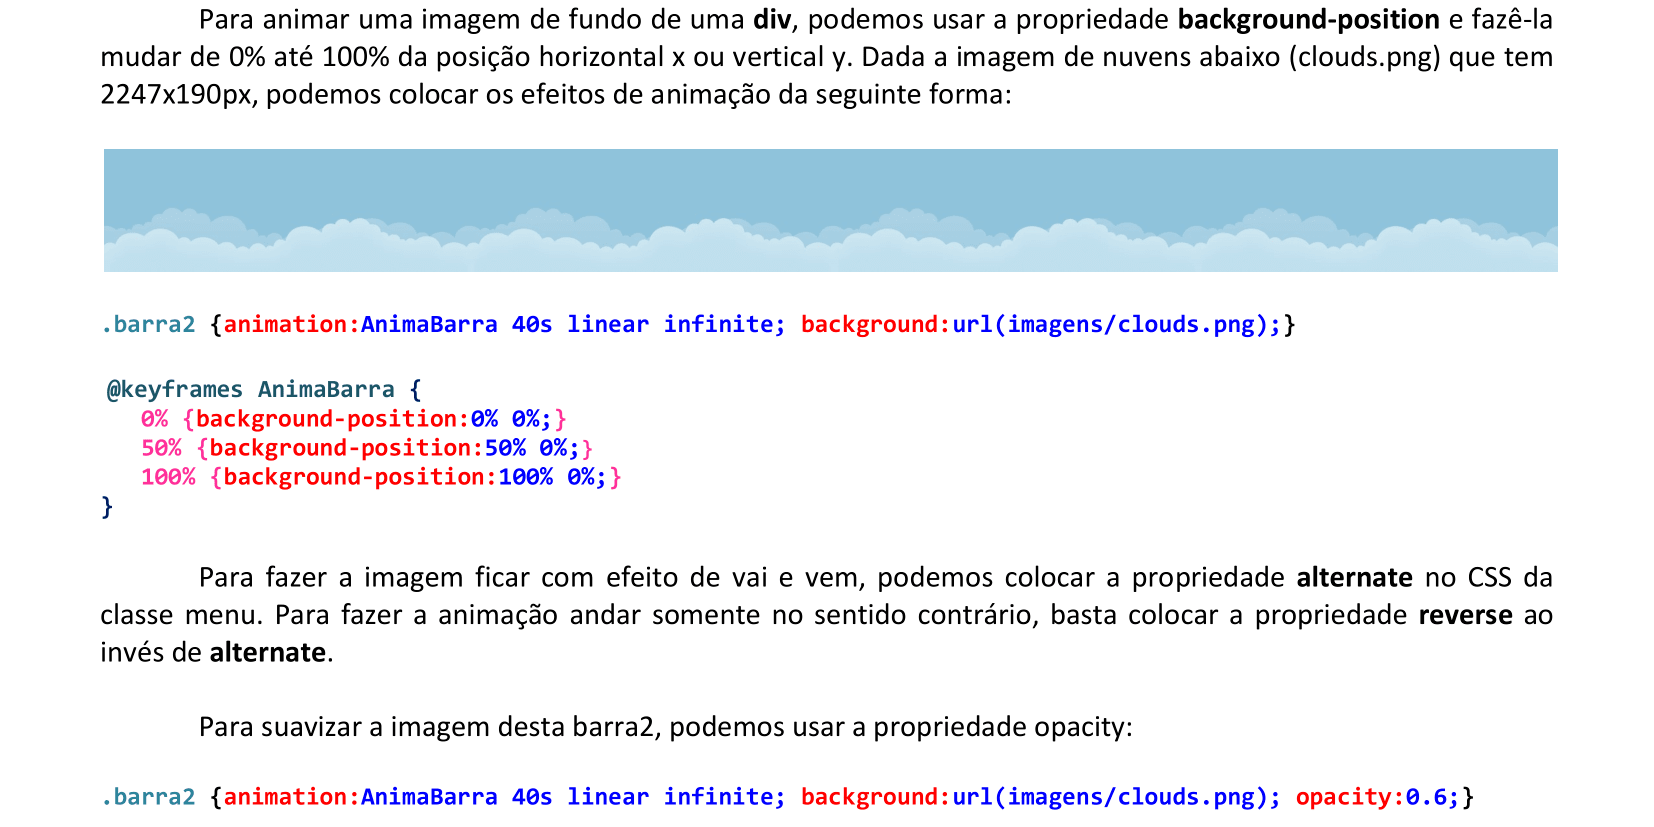 Para animar uma imagem de fundo de uma div, podemos usar a propriedade background-position e fazê-la
mudar de 0% até 100% da posição horizontal x ou vertical y. Dada a imagem de nuvens abaixo (clouds.png) que tem
2247x190px, podemos colocar os efeitos de animação da seguinte forma:
.barra2 {animation:AnimaBarra 40s linear infinite; background:url(imagens/clouds.png);}
@keyframes AnimaBarra {
0% {background-position:0% 0%;}
50% {background-position:50% 0%;}
100% {background-position:100% 0%;}
}
Para fazer a imagem ficar com efeito de vai e vem, podemos colocar a propriedade alternate no CSS da
classe menu. Para fazer a animação andar somente no sentido contrário, basta colocar a propriedade reverse ao
invés de alternate.
Para suavizar a imagem desta barra2, podemos usar a propriedade opacity:
.barra2 {animation:AnimaBarra 40s linear infinite; background:url(imagens/clouds.png); opacity:0.6;}